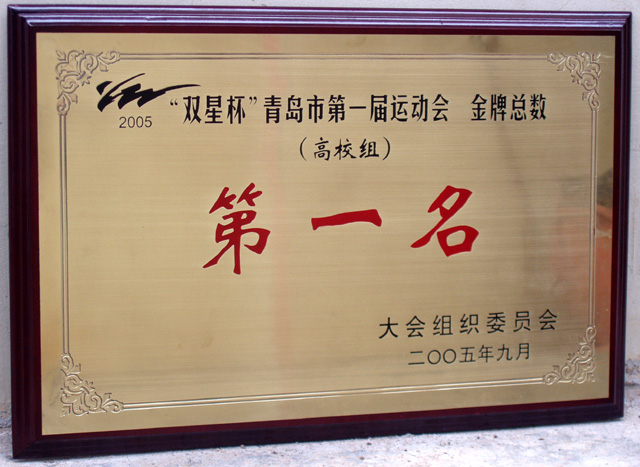 2005
“双星杯”青岛市第一届运动会 金牌总数
(高校组)
第一名
大会组织委员会
二〇〇五年九月